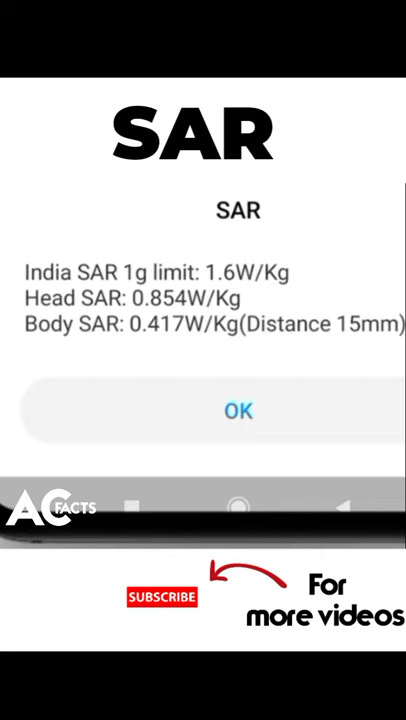 SAR
SAR
India SAR 1g limit: 1.6W/Kg
Head SAR: 0.854W/Kg
Body SAR: 0.417W/Kg(Distance 15mm)
OK
AC FACTS
SUBSCRIBE
For
more videos